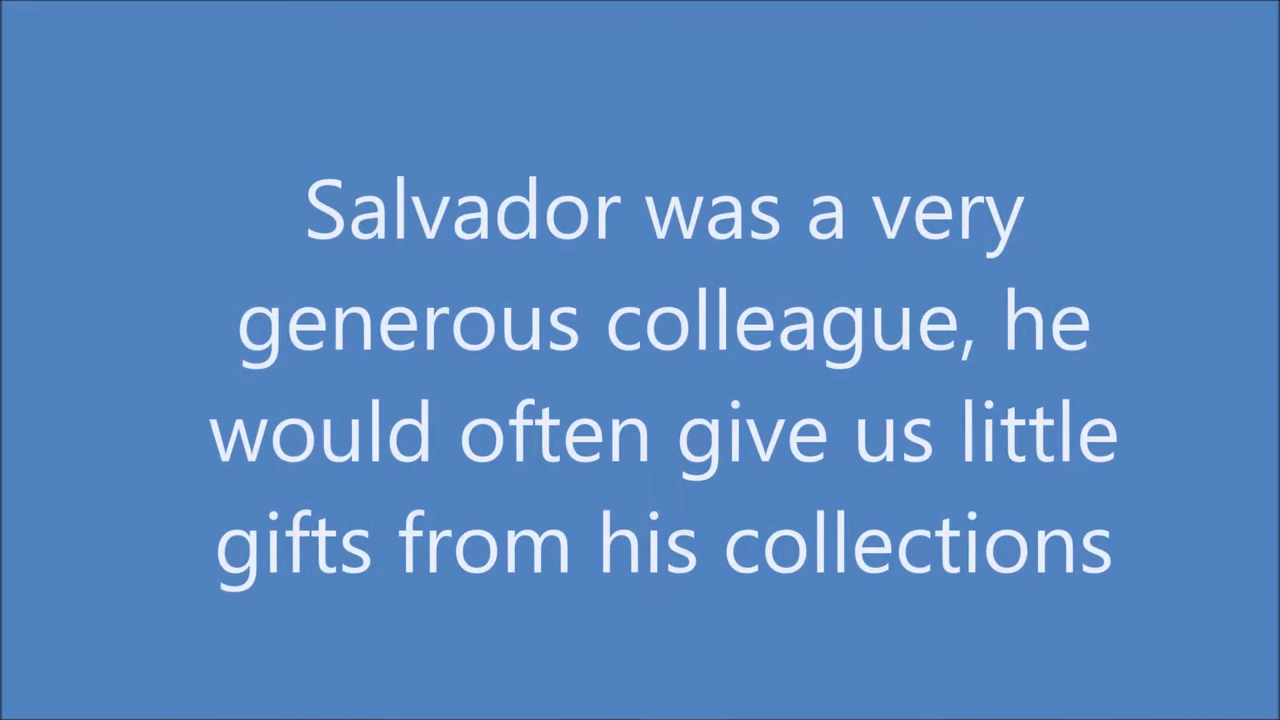 Salvador was a very
generous colleague, he
would often give us little
gifts from his collections